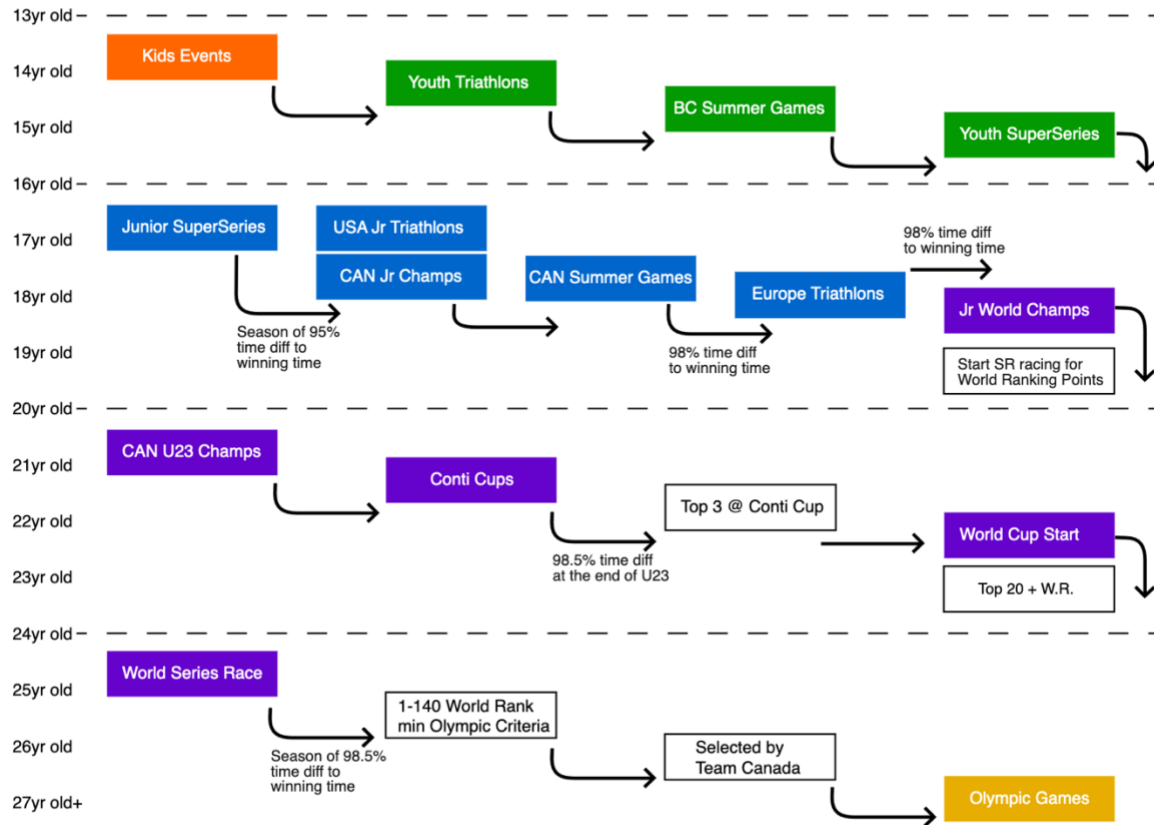 13yr old
Kids Events
14yr old
Youth Triathlons
BC Summer Games
15yr old
Youth SuperSeries
16yr old
Junior SuperSeries
USA Jr Triathlons
98% time diff
to winning time
17yr old
CAN Jr Champs
CAN Summer Games
Europe Triathlons
18yr old
Jr World Champs
Season of 95%
time diff to
winning time
98% time diff
to winning time
19yr old
Start SR racing for
World Ranking Points
20yr old
CAN U23 Champs
21yr old
Conti Cups
Top 3 @ Conti Cup
22yr old
World Cup Start
98.5% time diff
at the end of U23
23yr old
Top 20 + W.R.
24yr old
World Series Race
25yr old
1-140 World Rank
min Olympic Criteria
26yr old
Season of 98.5%
time diff to
winning time
Selected by
Team Canada
27yr old+
Olympic Games